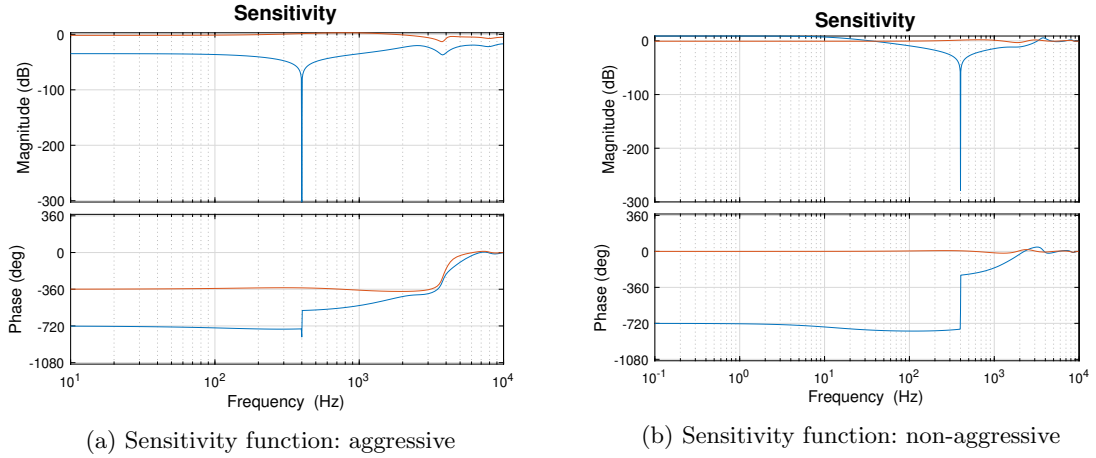 Sensitivity
0
-100
-200
-300
Magnitude (dB)
360
0
-360
-720
-1080
Phase (deg)
10^1
10^2
10^3
10^4
Frequency (Hz)
(a) Sensitivity function: aggressive
Sensitivity
0
-100
-200
-300
Magnitude (dB)
360
0
-360
-720
-1080
Phase (deg)
10^-1
10^0
10^1
10^2
10^3
10^4
Frequency (Hz)
(b) Sensitivity function: non-aggressive